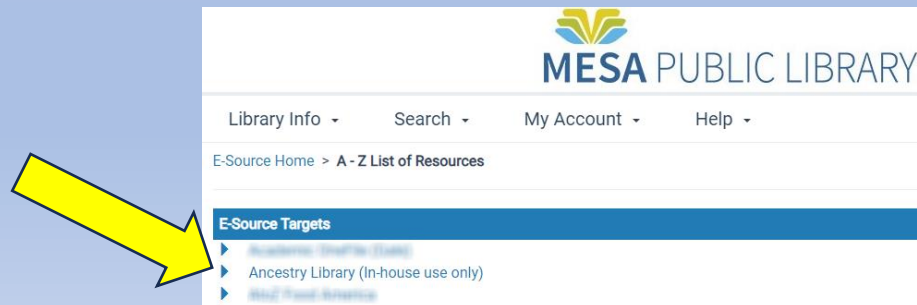 MESA PUBLIC LIBRARY
Library Info Search My Account Help
E-Source Home > A - Z List of Resources
E-Source Targets
Ancestry Library (In-house use only)